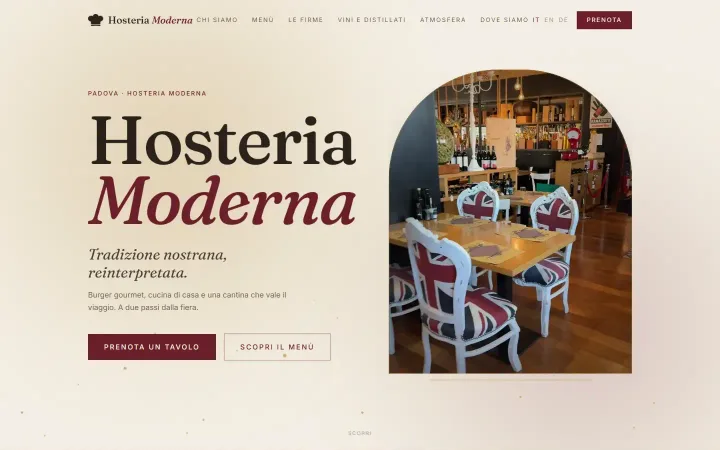 Hosteria Moderna CHI SIAMO MENÙ LE FIRME VINI E DISTILLATI ATMOSFERA DOVE SIAMO IT EN DE PRENOTA
PADOVA · HOSTERIA MODERNA
Hosteria
Moderna
Tradizione nostrana,
reinterpretata.
Burger gourmet, cucina di casa e una cantina che vale il
viaggio. A due passi dalla fiera.
PRENOTA UN TAVOLO SCOPRI IL MENÙ
SCOPRI